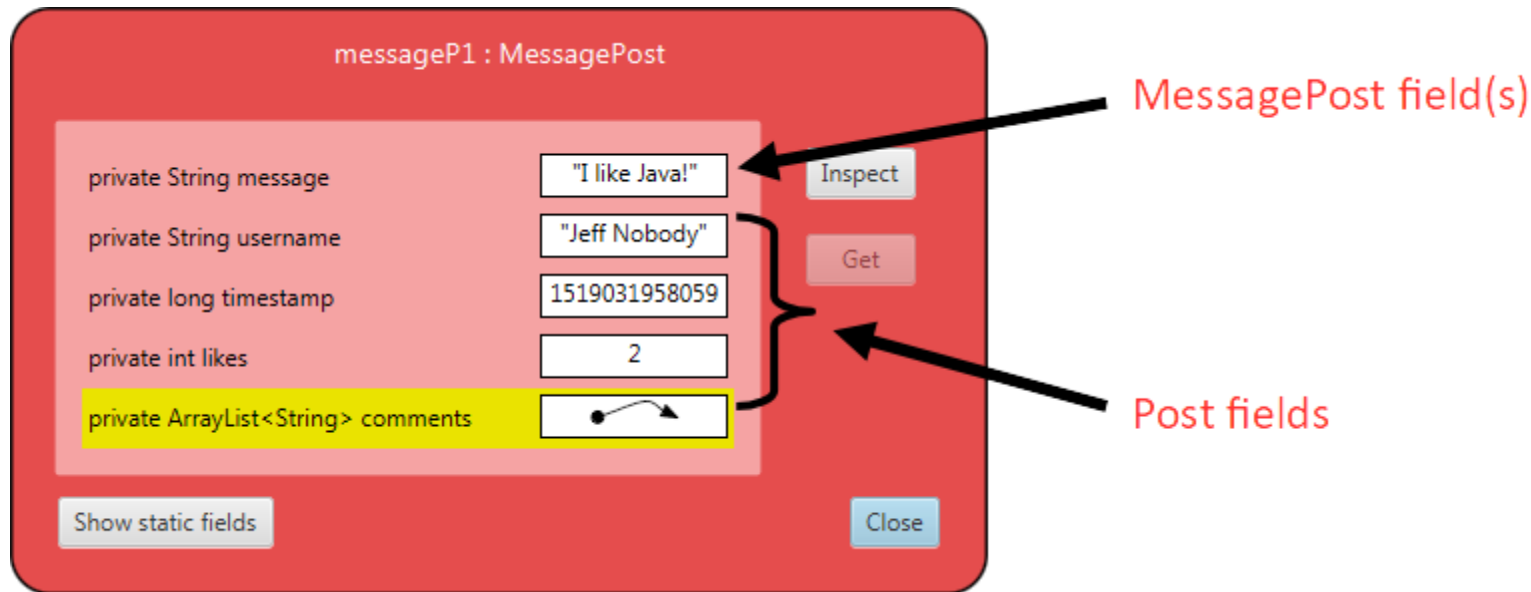 messageP1 : MessagePost
MessagePost field(s)
private String message "I like Java!" Inspect
private String username "Jeff Nobody"
Get
private long timestamp 1519031958059
private int likes 2
private ArrayList<String> comments
Post fields
Show static fields Close